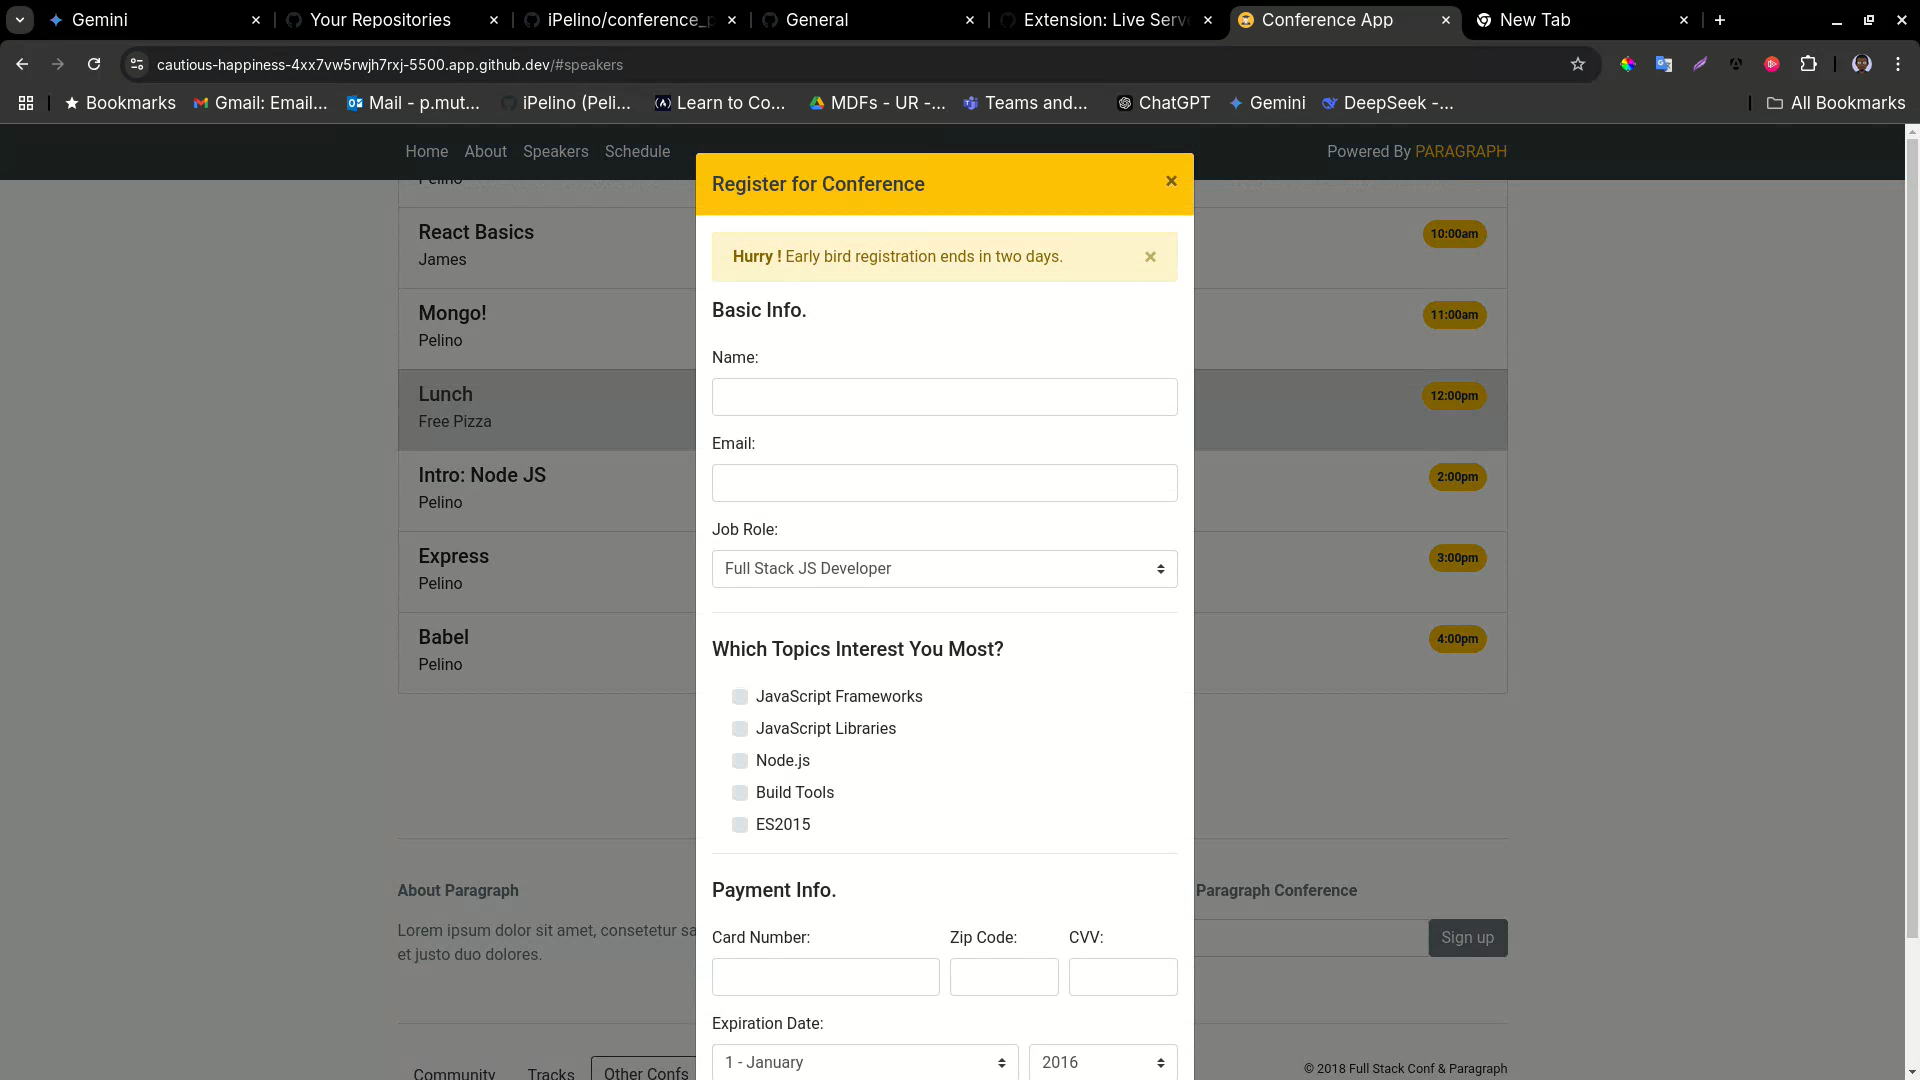 Gemini
Your Repositories
iPelino/conference_p
General
Extension: Live Serve
Conference App
New Tab
cautious-happiness-4xx7vw5rwjh7rxj-5500.app.github.dev/#speakers
Bookmarks
Gmail: Email...
Mail - p.mut...
iPelino (Peli...
Learn to Co...
MDFs - UR -...
Teams and...
ChatGPT
Gemini
DeepSeek -...
All Bookmarks
Home About Speakers Schedule
Powered By PARAGRAPH
Pelino
React Basics
James
10:00am
Mongo!
Pelino
11:00am
Lunch
Free Pizza
12:00pm
Intro: Node JS
Pelino
2:00pm
Express
Pelino
3:00pm
Babel
Pelino
4:00pm
Register for Conference
×
Hurry ! Early bird registration ends in two days.
×
Basic Info.
Name:
Email:
Job Role:
Full Stack JS Developer
Which Topics Interest You Most?
JavaScript Frameworks
JavaScript Libraries
Node.js
Build Tools
ES2015
Payment Info.
Card Number:
Zip Code:
CVV:
Expiration Date:
1 - January
2016
About Paragraph
Lorem ipsum dolor sit amet, consetetur sa
et justo duo dolores.
Paragraph Conference
Sign up
Community
Tracks
Other Confs
© 2018 Full Stack Conf & Paragraph